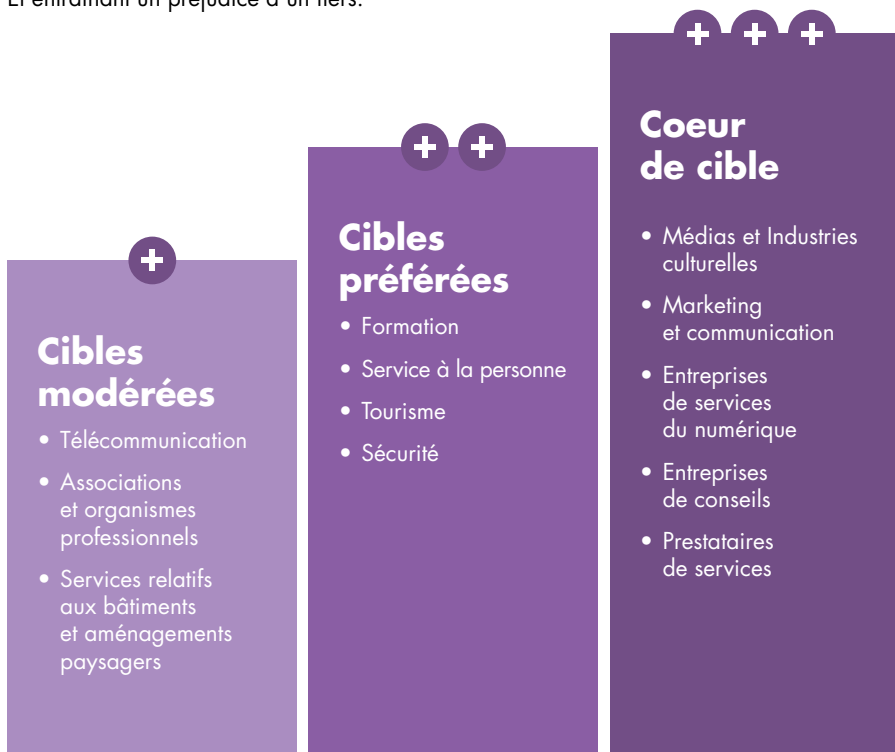 Et entraînant un préjudice à un tiers.
+
Cibles
modérées
• Télécommunication
• Associations
et organismes
professionnels
• Services relatifs
aux bâtiments
et aménagements
paysagers
+ +
Cibles
préférées
• Formation
• Service à la personne
• Tourisme
• Sécurité
+ + +
Coeur
de cible
• Médias et Industries
culturelles
• Marketing
et communication
• Entreprises
de services
du numérique
• Entreprises
de conseils
• Prestataires
de services